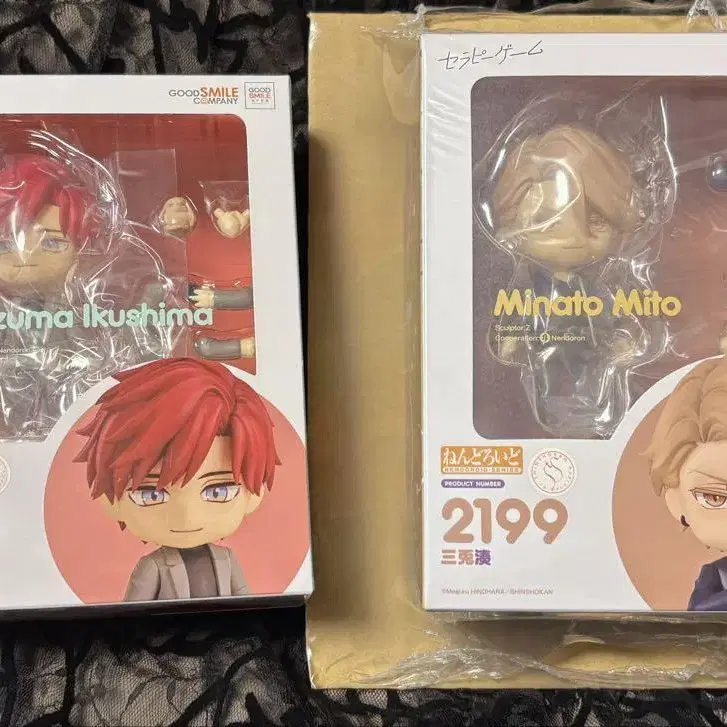 GOOD SMILE COMPANY
GOOD SMILE
zuma Ikushima
Nendoroid
セラピーゲーム
Minato Mito
Sculptor:Z
Cooperation: Nendoron
ねんどろいど
NENDOROID SERIES
PRODUCT NUMBER
2199
三兎湊
©Meguru HINOHARA/SHINSHOKAN